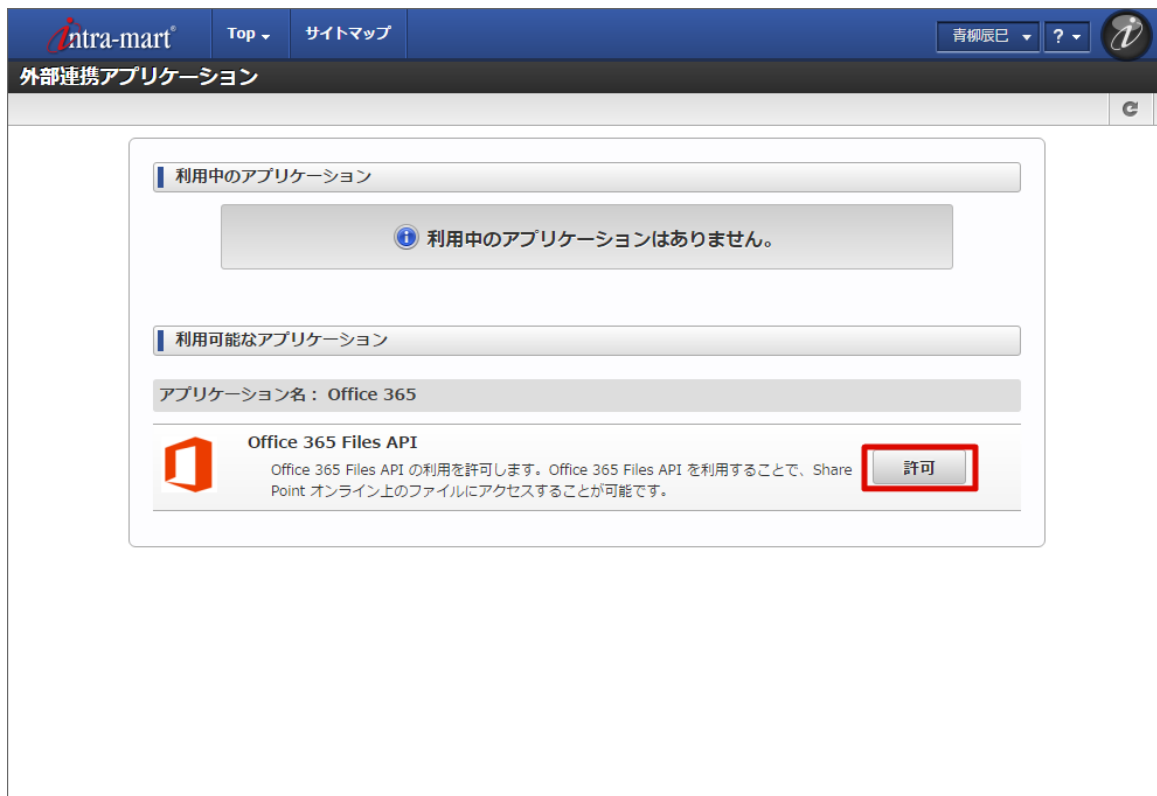 intra-mart®
Top
サイトマップ
青柳辰巳
?
外部連携アプリケーション
利用中のアプリケーション
利用中のアプリケーションはありません。
利用可能なアプリケーション
アプリケーション名： Office 365
Office 365 Files API
Office 365 Files API の利用を許可します。Office 365 Files API を利用することで、Share
Point オンライン上のファイルにアクセスすることが可能です。
許可